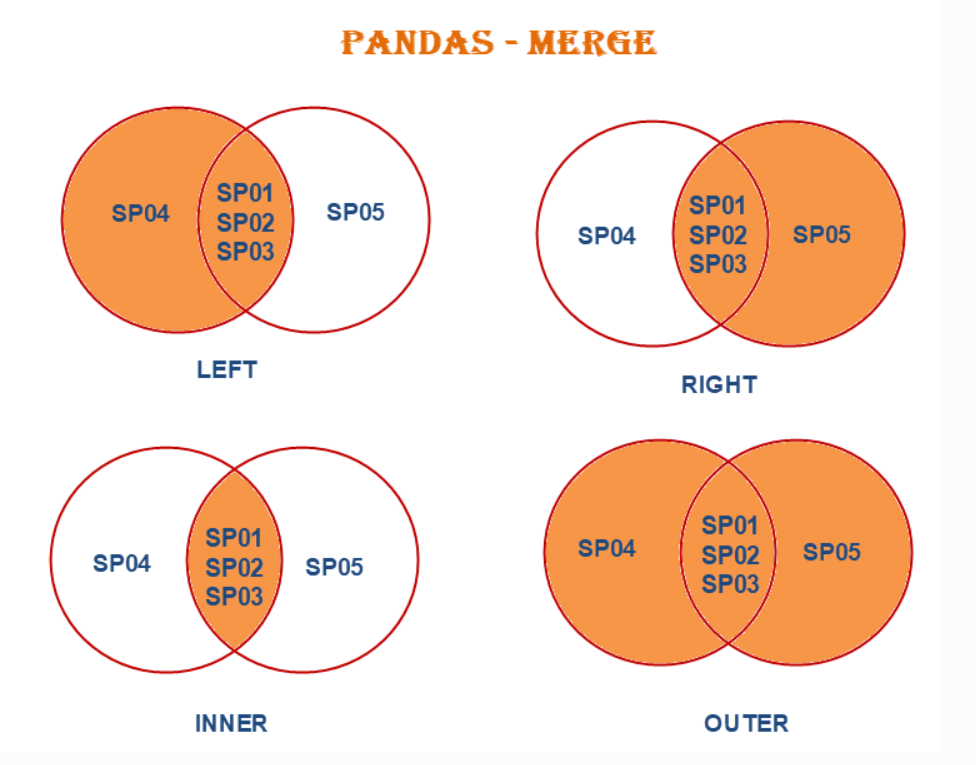 PANDAS - MERGE
SP04
SP01
SP02
SP03
SP05
LEFT
SP04
SP01
SP02
SP03
SP05
RIGHT
SP04
SP01
SP02
SP03
SP05
INNER
SP04
SP01
SP02
SP03
SP05
OUTER